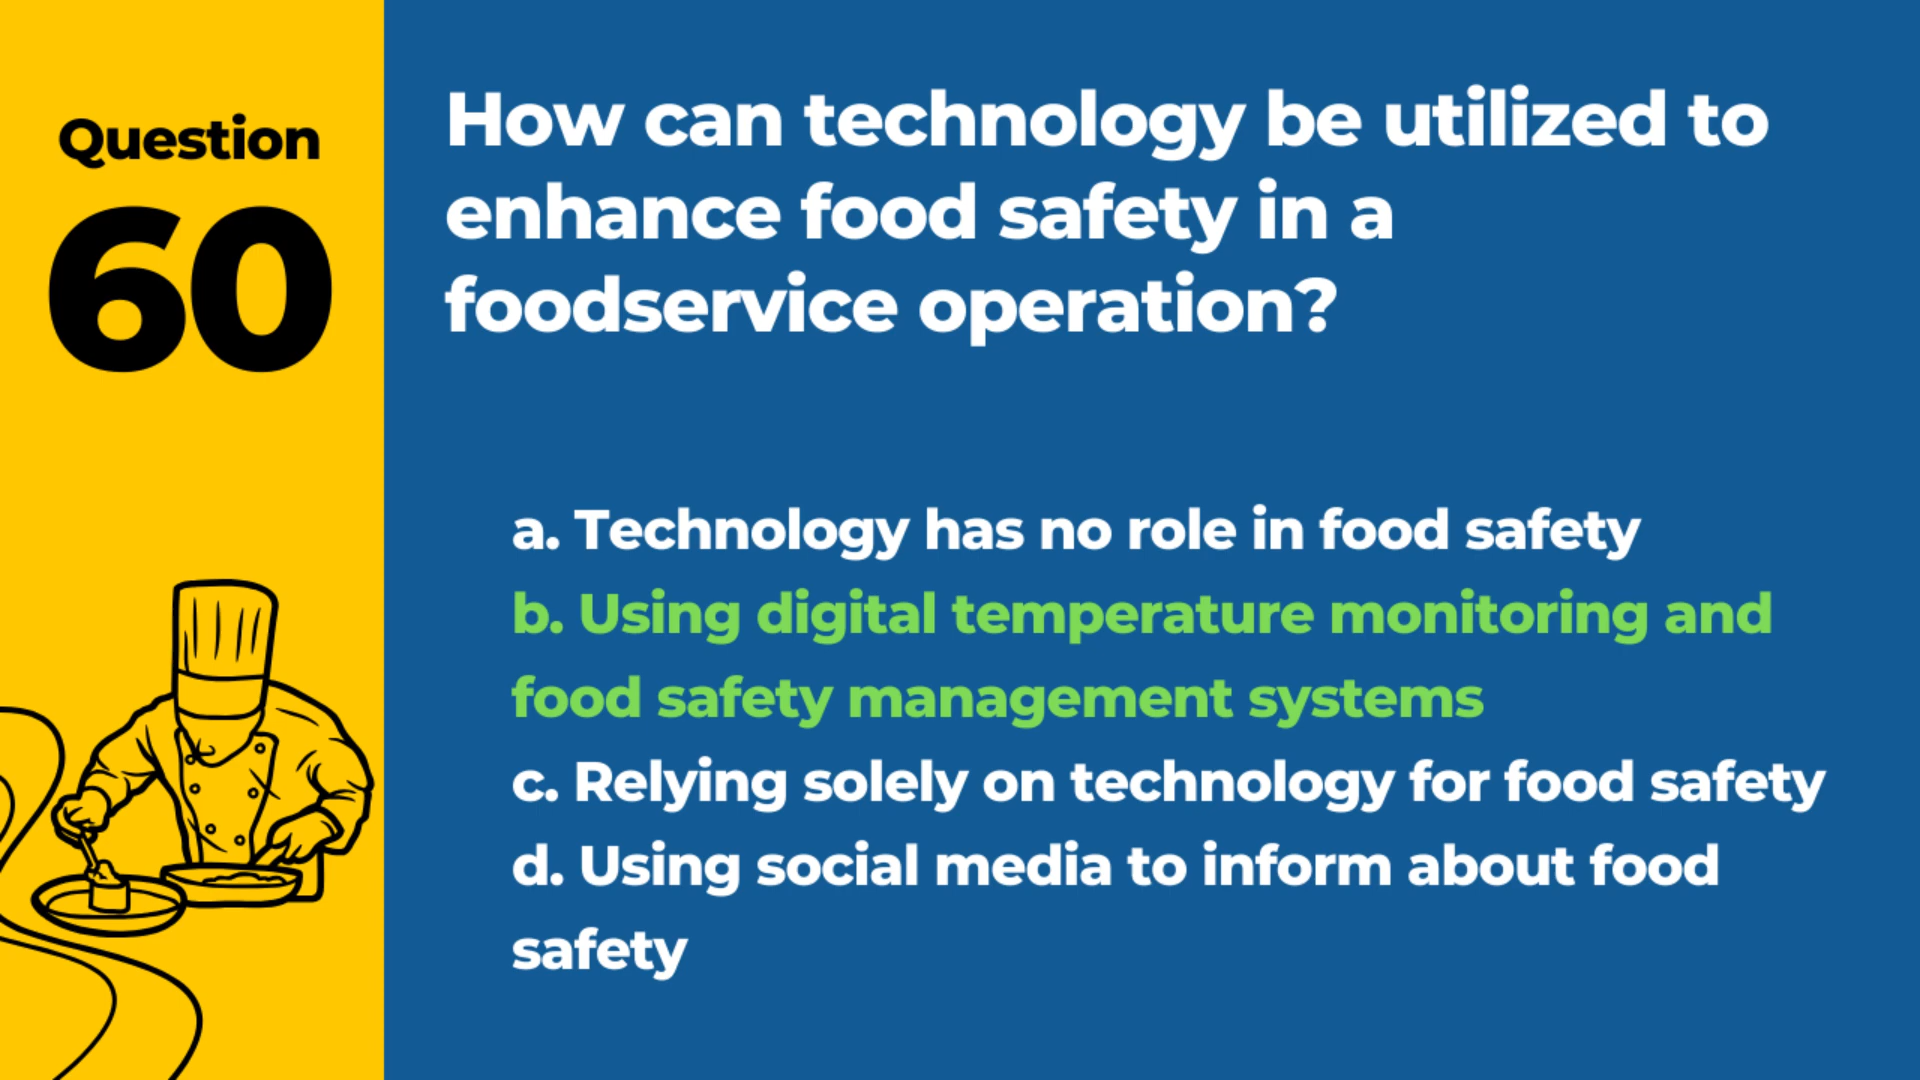 Question
60
How can technology be utilized to
enhance food safety in a
foodservice operation?
a. Technology has no role in food safety
b. Using digital temperature monitoring and
food safety management systems
c. Relying solely on technology for food safety
d. Using social media to inform about food
safety